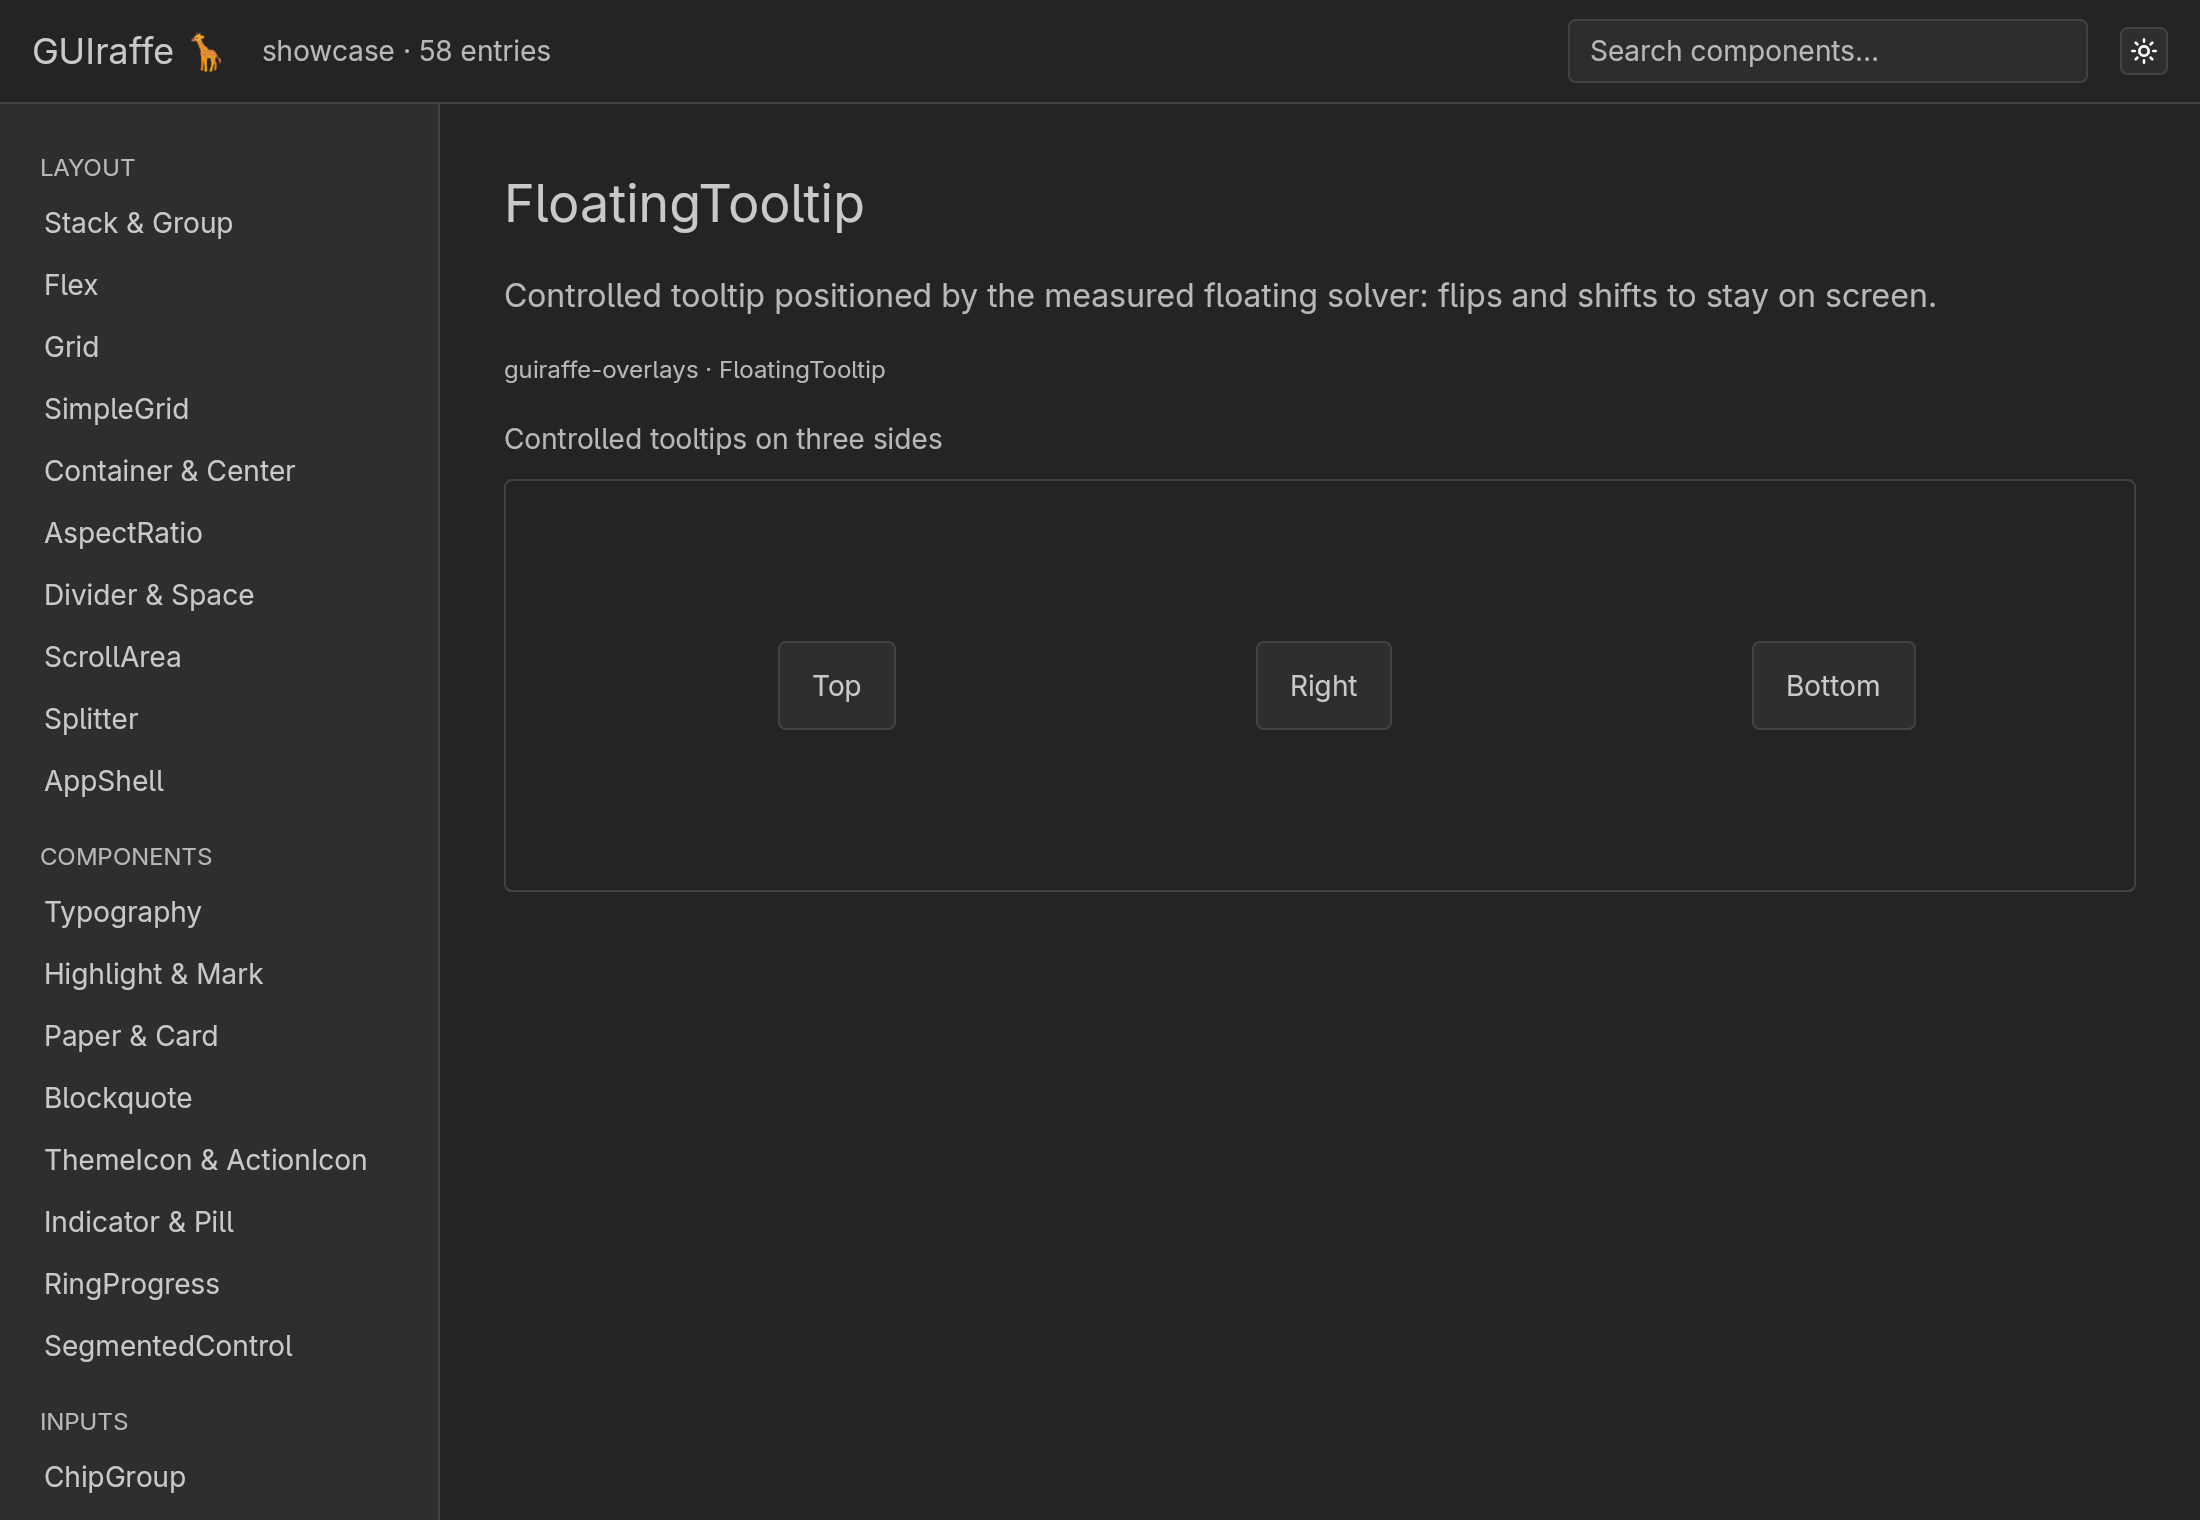 GUIraffe 🦒 showcase · 58 entries Search components...
LAYOUT
Stack & Group
Flex
Grid
SimpleGrid
Container & Center
AspectRatio
Divider & Space
ScrollArea
Splitter
AppShell
COMPONENTS
Typography
Highlight & Mark
Paper & Card
Blockquote
ThemeIcon & ActionIcon
Indicator & Pill
RingProgress
SegmentedControl
INPUTS
ChipGroup
FloatingTooltip
Controlled tooltip positioned by the measured floating solver: flips and shifts to stay on screen.
guiraffe-overlays · FloatingTooltip
Controlled tooltips on three sides
Top Right Bottom